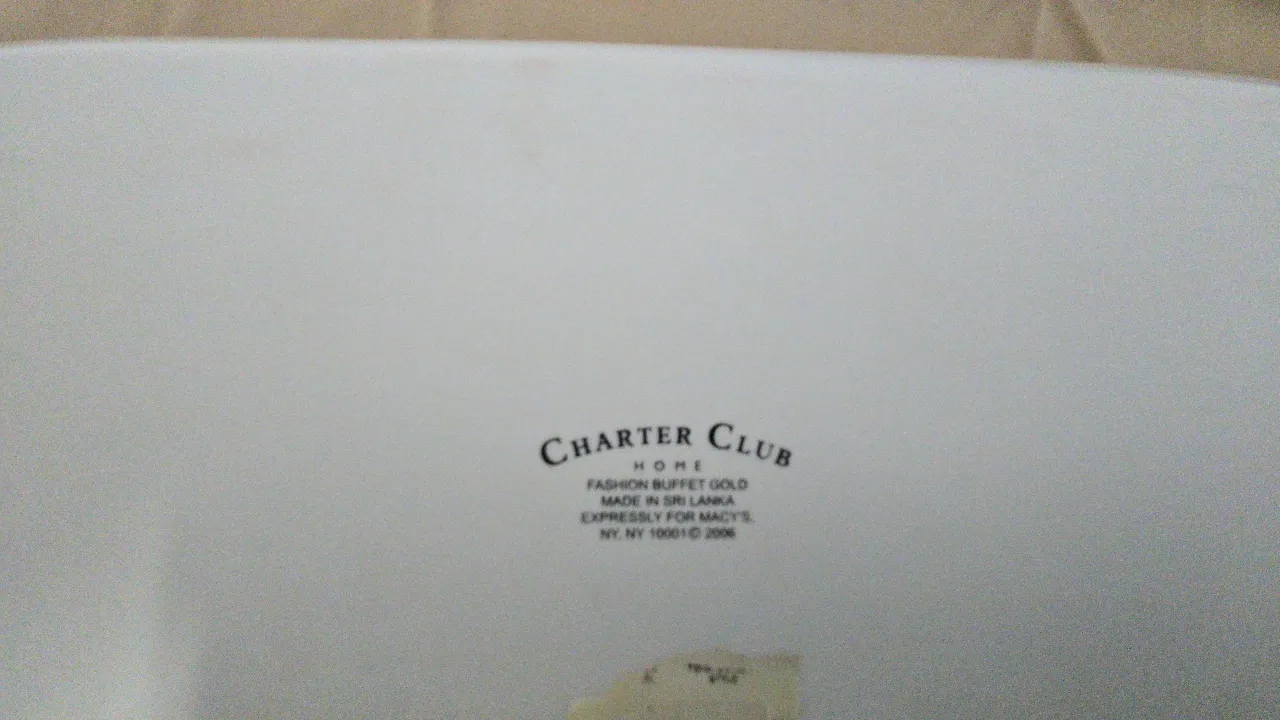 CHARTER CLUB
HOME
FASHION BUFFET GOLD
MADE IN SRI LANKA
EXPRESSLY FOR MACY'S.
NY, NY 10001© 2006